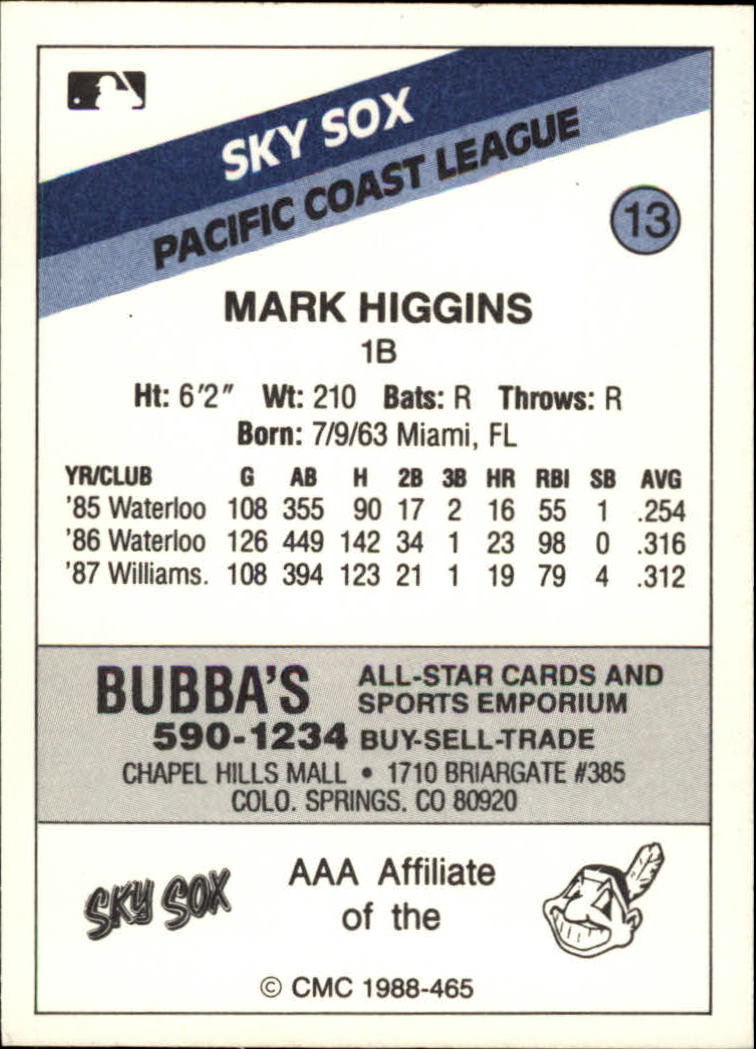 SKY SOX
PACIFIC COAST LEAGUE
13
MARK HIGGINS
1B
Ht: 6'2" Wt: 210 Bats: R Throws: R
Born: 7/9/63 Miami, FL
YR/CLUB G AB H 2B 3B HR RBI SB AVG
'85 Waterloo 108 355 90 17 2 16 55 1 .254
'86 Waterloo 126 449 142 34 1 23 98 0 .316
'87 Williams. 108 394 123 21 1 19 79 4 .312
BUBBA'S ALL-STAR CARDS AND
SPORTS EMPORIUM
590-1234 BUY-SELL-TRADE
CHAPEL HILLS MALL • 1710 BRIARGATE #385
COLO. SPRINGS, CO 80920
SKY SOX
AAA Affiliate
of the
© CMC 1988-465